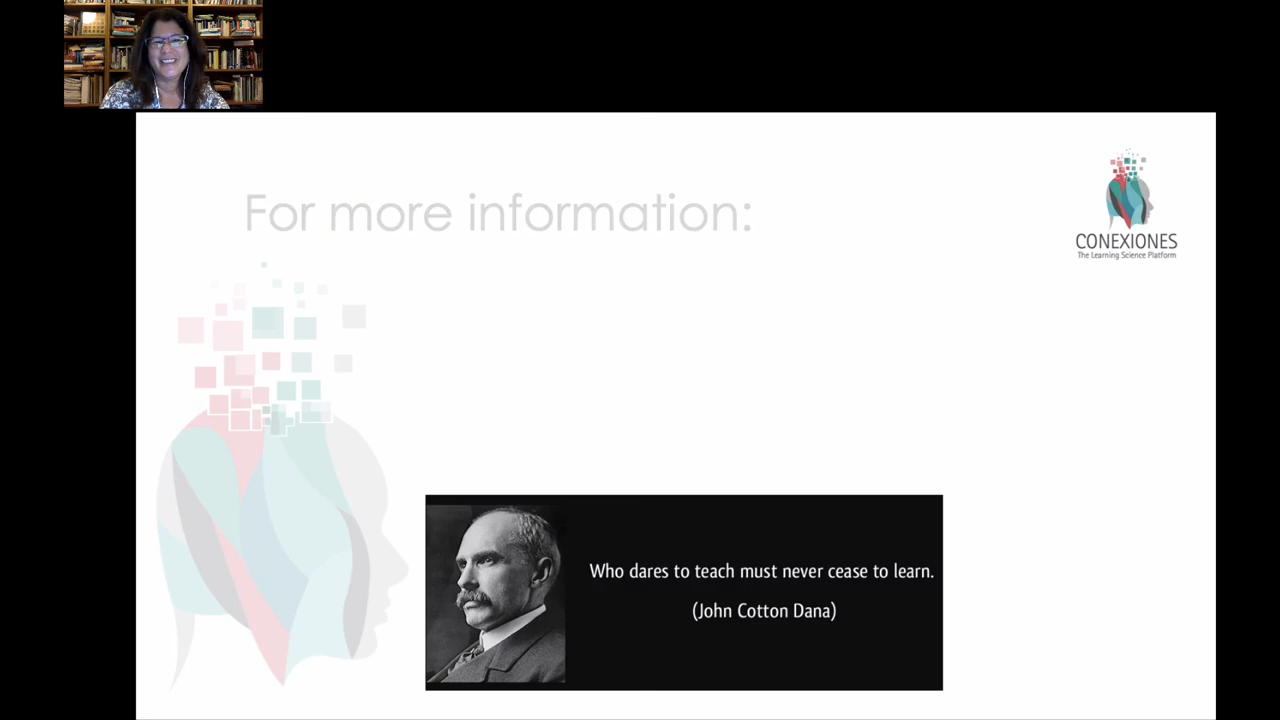 For more information:
CONEXIONES
The Learning Science Platform
Who dares to teach must never cease to learn.
(John Cotton Dana)